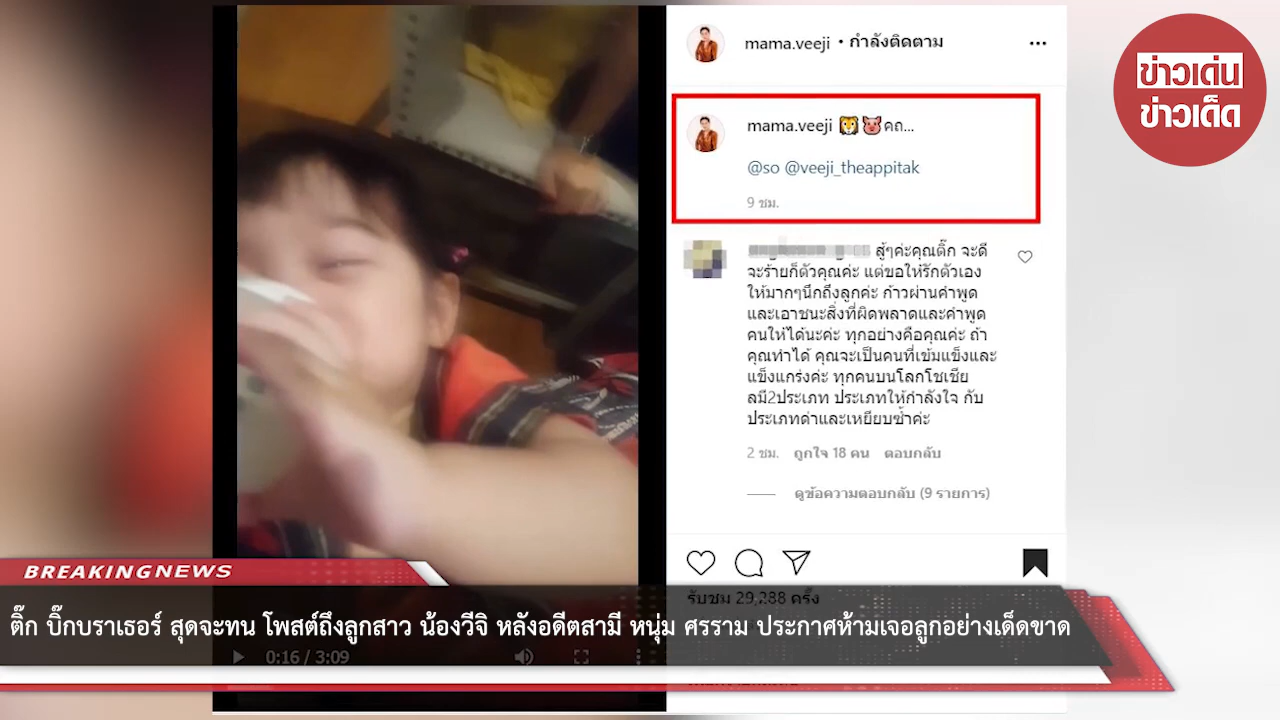 mama.veeji • กำลังติดตาม
ข่าวเด่น
ข่าวเด็ด
mama.veeji 🦁🐷คถ...
@so @veeji_theappitak
9 ชม.
สู้ๆค่ะคุณติ๊ก จะดี
จะร้ายก็ตัวคุณค่ะ แต่ขอให้รักตัวเอง
ให้มากๆนึกถึงลูกค่ะ ก้าวผ่านคำพูด
และเอาชนะสิ่งที่ผิดพลาดและคำพูด
คนให้ได้นะค่ะ ทุกอย่างคือคุณค่ะ ถ้า
คุณทำได้ คุณจะเป็นคนที่เข้มแข็งและ
แข็งแกร่งค่ะ ทุกคนบนโลกโซเชีย
ลมี2ประเภท ประเภทให้กำลังใจ กับ
ประเภทด่าและเหยียบซ้ำค่ะ
2 ชม. ถูกใจ 18 คน ตอบกลับ
ดูข้อความตอบกลับ (9 รายการ)
BREAKING NEWS
รับชม 29,288 ครั้ง
ติ๊ก บิ๊กบราเธอร์ สุดจะทน โพสต์ถึงลูกสาว น้องวีจิ หลังอดีตสามี หนุ่ม ศรราม ประกาศห้ามเจอลูกอย่างเด็ดขาด
0:16 / 3:09